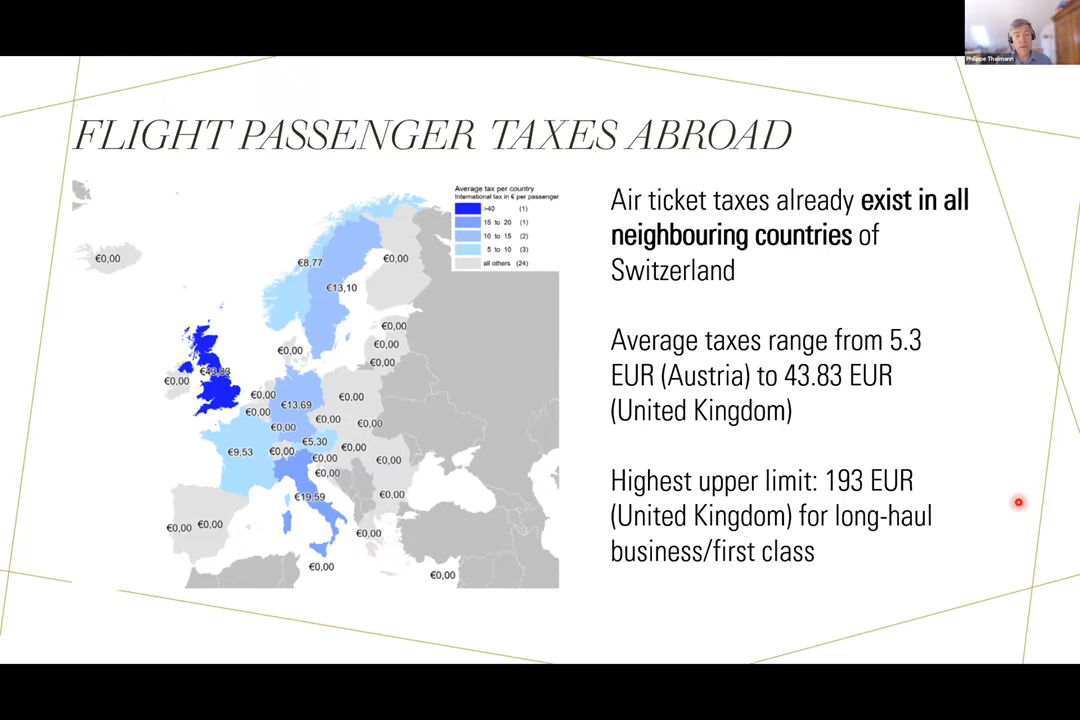 Philippe Thalmann
FLIGHT PASSENGER TAXES ABROAD
Average tax per country
International tax in € per passenger
>40 (1)
15 to 20 (1)
10 to 15 (2)
5 to 10 (3)
all others (24)
€0,00
€8,77
€0,00
€13,10
€0,00
€0,00
€0,00
€0,00
€43,83
€0,00
€0,00
€0,00
€13,69
€0,00
€0,00
€0,00
€0,00
€5,30
€9,53
€0,00
€0,00
€0,00
€0,00
€0,00
€19,59
€0,00
€0,00
€0,00
€0,00
€0,00
€0,00
Air ticket taxes already exist in all
neighbouring countries of
Switzerland
Average taxes range from 5.3
EUR (Austria) to 43.83 EUR
(United Kingdom)
Highest upper limit: 193 EUR
(United Kingdom) for long-haul
business/first class